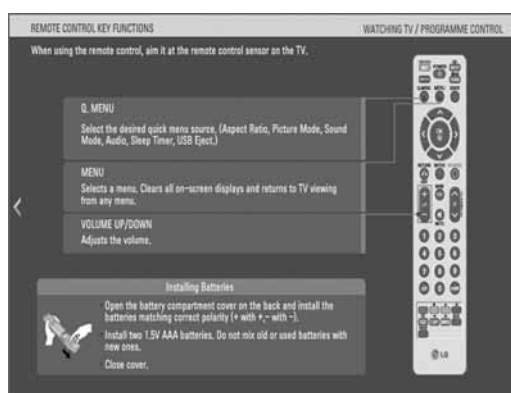 REMOTE CONTROL KEY FUNCTIONS
WATCHING TV / PROGRAMME CONTROL
When using the remote control, aim it at the remote control sensor on the TV.
Q. MENU
Select the desired quick menu source. (Aspect Ratio, Picture Mode, Sound
Mode, Audio, Sleep Timer, USB Eject.)
MENU
Selects a menu. Clears all on-screen displays and returns to TV viewing
from any menu.
VOLUME UP/DOWN
Adjusts the volume.
Installing Batteries
Open the battery compartment cover on the back and install the
batteries matching correct polarity (+ with +,- with -).
Install two 1.5V AAA batteries. Do not mix old or used batteries with
new ones.
Close cover.
LG